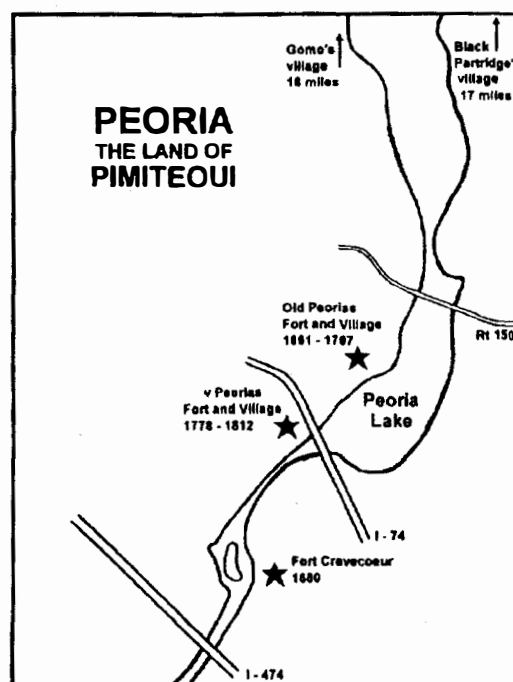 Gomo's
village
16 miles
Black
Partridge'
village
17 miles
PEORIA
THE LAND OF
PIMITEOUI
Rt 150
Old Peorias
Fort and Village
1691 - 1797
v Peorias
Fort and Village
1778 - 1812
Peoria
Lake
I - 74
Fort Crevecoeur
1680
I - 474